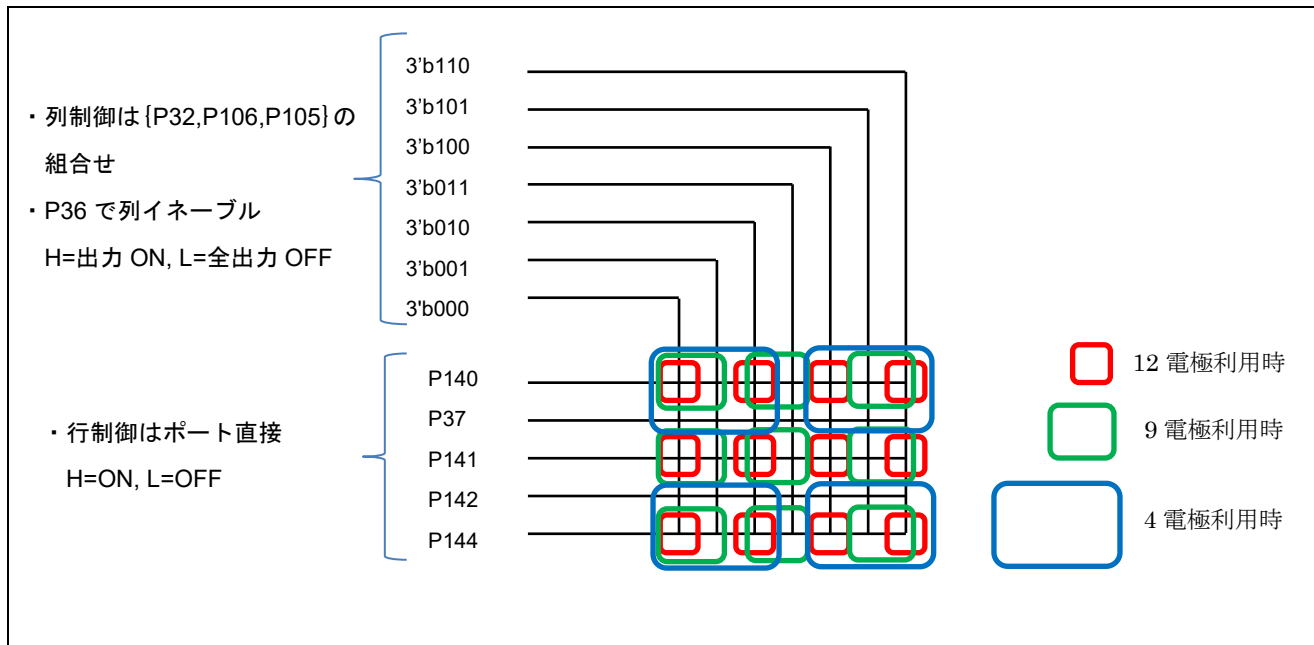 ・列制御は{P32,P106,P105}の
組合せ
・P36 で列イネーブル
H=出力 ON, L=全出力 OFF
3’b110
3’b101
3’b100
3’b011
3’b010
3’b001
3'b000
・行制御はポート直接
H=ON, L=OFF
P140
P37
P141
P142
P144
12 電極利用時
9 電極利用時
4 電極利用時